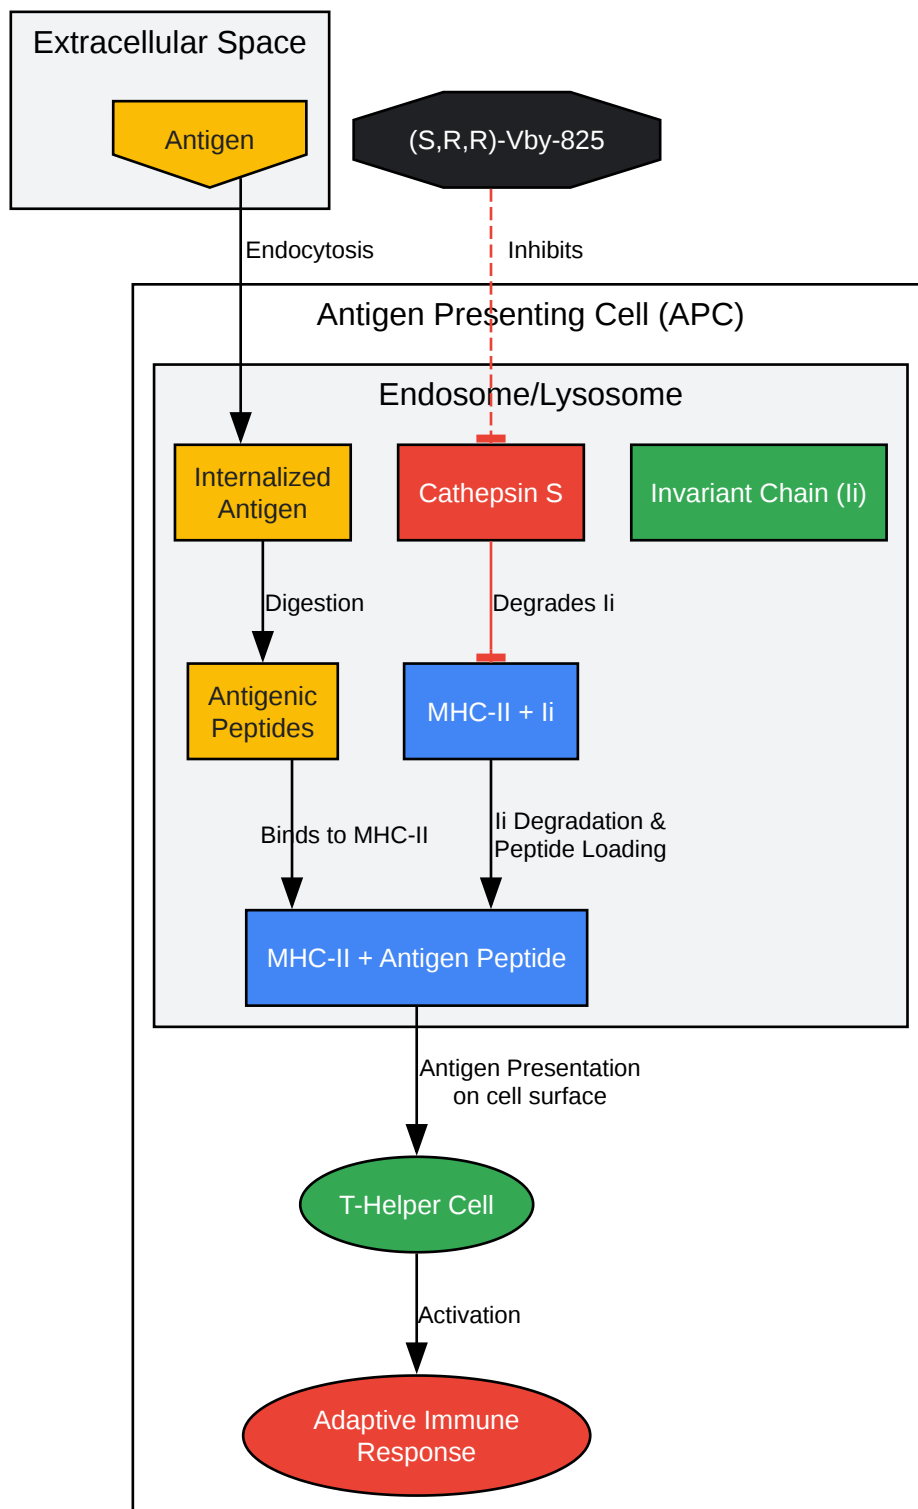 Extracellular Space
Antigen
(S,R,R)-Vby-825
Endocytosis
Inhibits
Antigen Presenting Cell (APC)
Endosome/Lysosome
Internalized
Antigen
Cathepsin S
Invariant Chain (Ii)
Digestion
Degrades Ii
Antigenic
Peptides
MHC-II + Ii
Binds to MHC-II
Ii Degradation &
Peptide Loading
MHC-II + Antigen Peptide
Antigen Presentation
on cell surface
T-Helper Cell
Activation
Adaptive Immune
Response